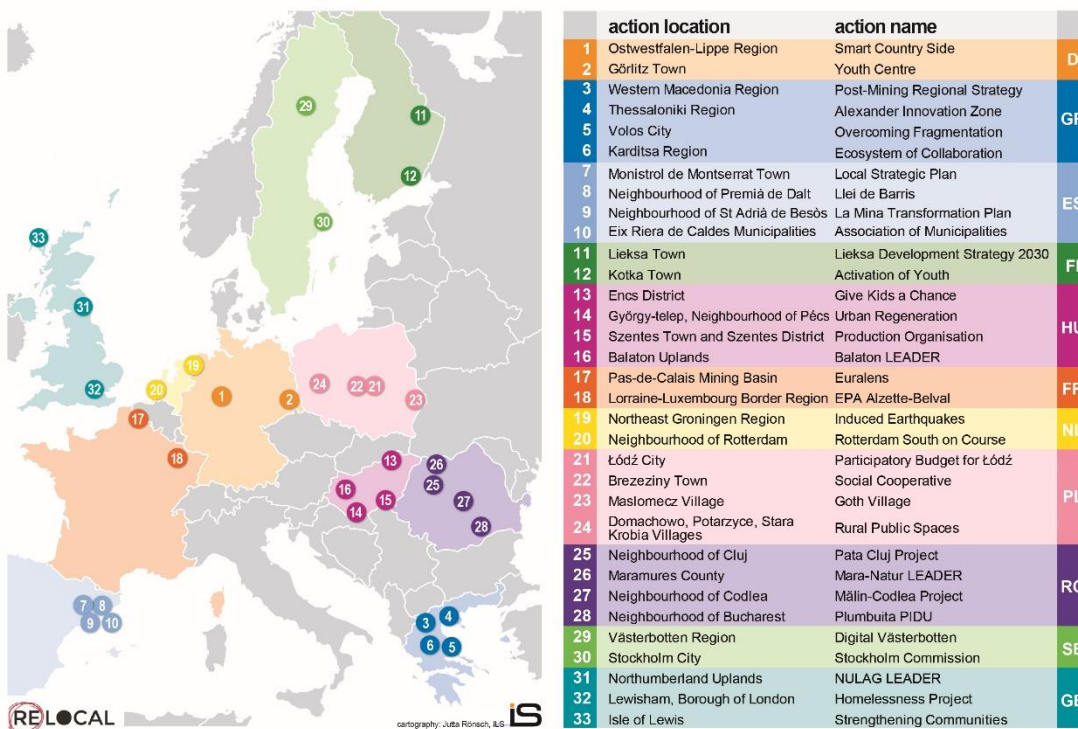 action location action name
1 Ostwestfalen-Lippe Region Smart Country Side
2 Görlitz Town Youth Centre
D
3 Western Macedonia Region Post-Mining Regional Strategy
4 Thessaloniki Region Alexander Innovation Zone
5 Volos City Overcoming Fragmentation
6 Karditsa Region Ecosystem of Collaboration
7 Monistrol de Montserrat Town Local Strategic Plan
8 Neighbourhood of Premià de Dalt Llei de Barris
9 Neighbourhood of St Adrià de Besòs La Mina Transformation Plan
ES
10 Eix Riera de Caldes Municipalities Association of Municipalities
11 Lieksa Town Lieksa Development Strategy 2030
12 Kotka Town Activation of Youth
13 Encs District Give Kids a Chance
14 György-telep, Neighbourhood of Pécs Urban Regeneration
HU
15 Szentes Town and Szentes District Production Organisation
16 Balaton Uplands Balaton LEADER
17 Pas-de-Calais Mining Basin Euralens
18 Lorraine-Luxembourg Border Region EPA Alzette-Belval
19 Northeast Groningen Region Induced Earthquakes
20 Neighbourhood of Rotterdam Rotterdam South on Course
21 Łódź City Participatory Budget for Łódź
22 Brezeziny Town Social Cooperative
PL
23 Maslomecz Village Goth Village
24 Domachowo, Potarzyce, Stara
Krobia Villages Rural Public Spaces
25 Neighbourhood of Cluj Pata Cluj Project
26 Maramures County Mara-Natur LEADER
27 Neighbourhood of Codlea Mălin-Codlea Project
28 Neighbourhood of Bucharest Plumbuita PIDU
29 Västerbotten Region Digital Västerbotten
30 Stockholm City Stockholm Commission
SE
31 Northumberland Uplands NULAG LEADER
32 Lewisham, Borough of London Homelessness Project
33 Isle of Lewis Strengthening Communities
29
11
12
30
33
31
19
20
32
1
2
24
22
21
23
17
18
13
26
25
16
15
27
14
28
7
8
9
10
4
3
6
5
RELOCAL
cartography: Jutta Rönsch, ILS
iS